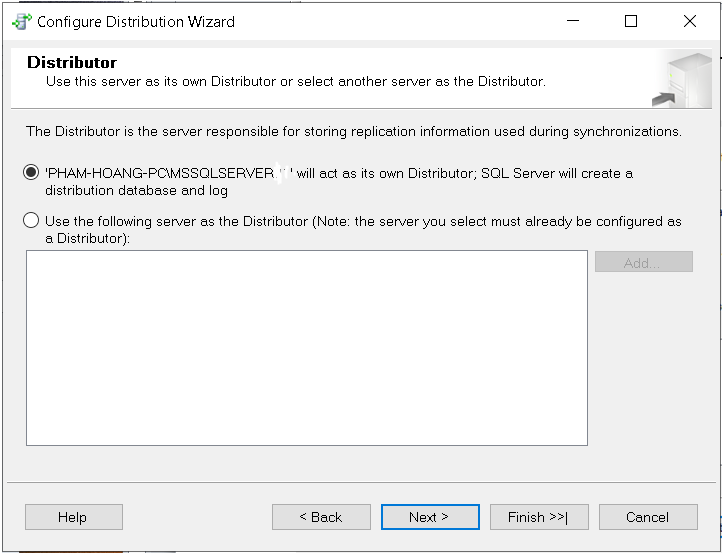 Configure Distribution Wizard
Distributor
Use this server as its own Distributor or select another server as the Distributor.
The Distributor is the server responsible for storing replication information used during synchronizations.
'PHAM-HOANG-PC\MSSQLSERVER ' will act as its own Distributor; SQL Server will create a
distribution database and log
Use the following server as the Distributor (Note: the server you select must already be configured as
a Distributor):
Add...
Help
< Back
Next >
Finish >>|
Cancel